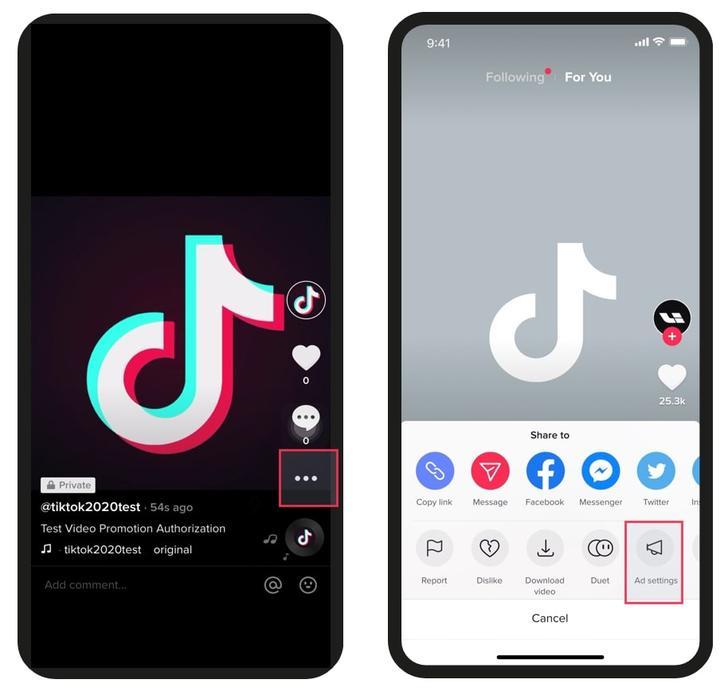 0
0
Private
@tiktok2020test · 54s ago
Test Video Promotion Authorization
· tiktok2020test original
Add comment...
9:41
Following For You
25.3k
Share to
Copy link Message Facebook Messenger Twitter
Report Dislike Download video Duet Ad settings
Cancel